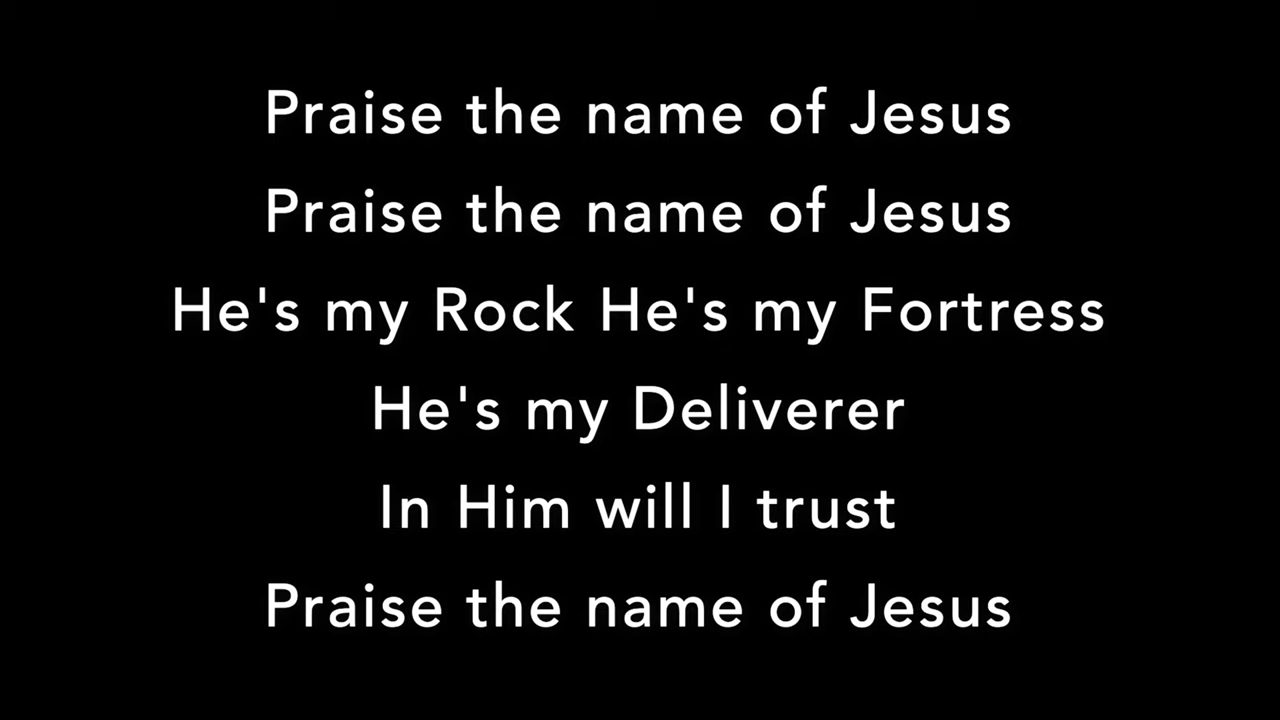 Praise the name of Jesus
Praise the name of Jesus
He's my Rock He's my Fortress
He's my Deliverer
In Him will I trust
Praise the name of Jesus